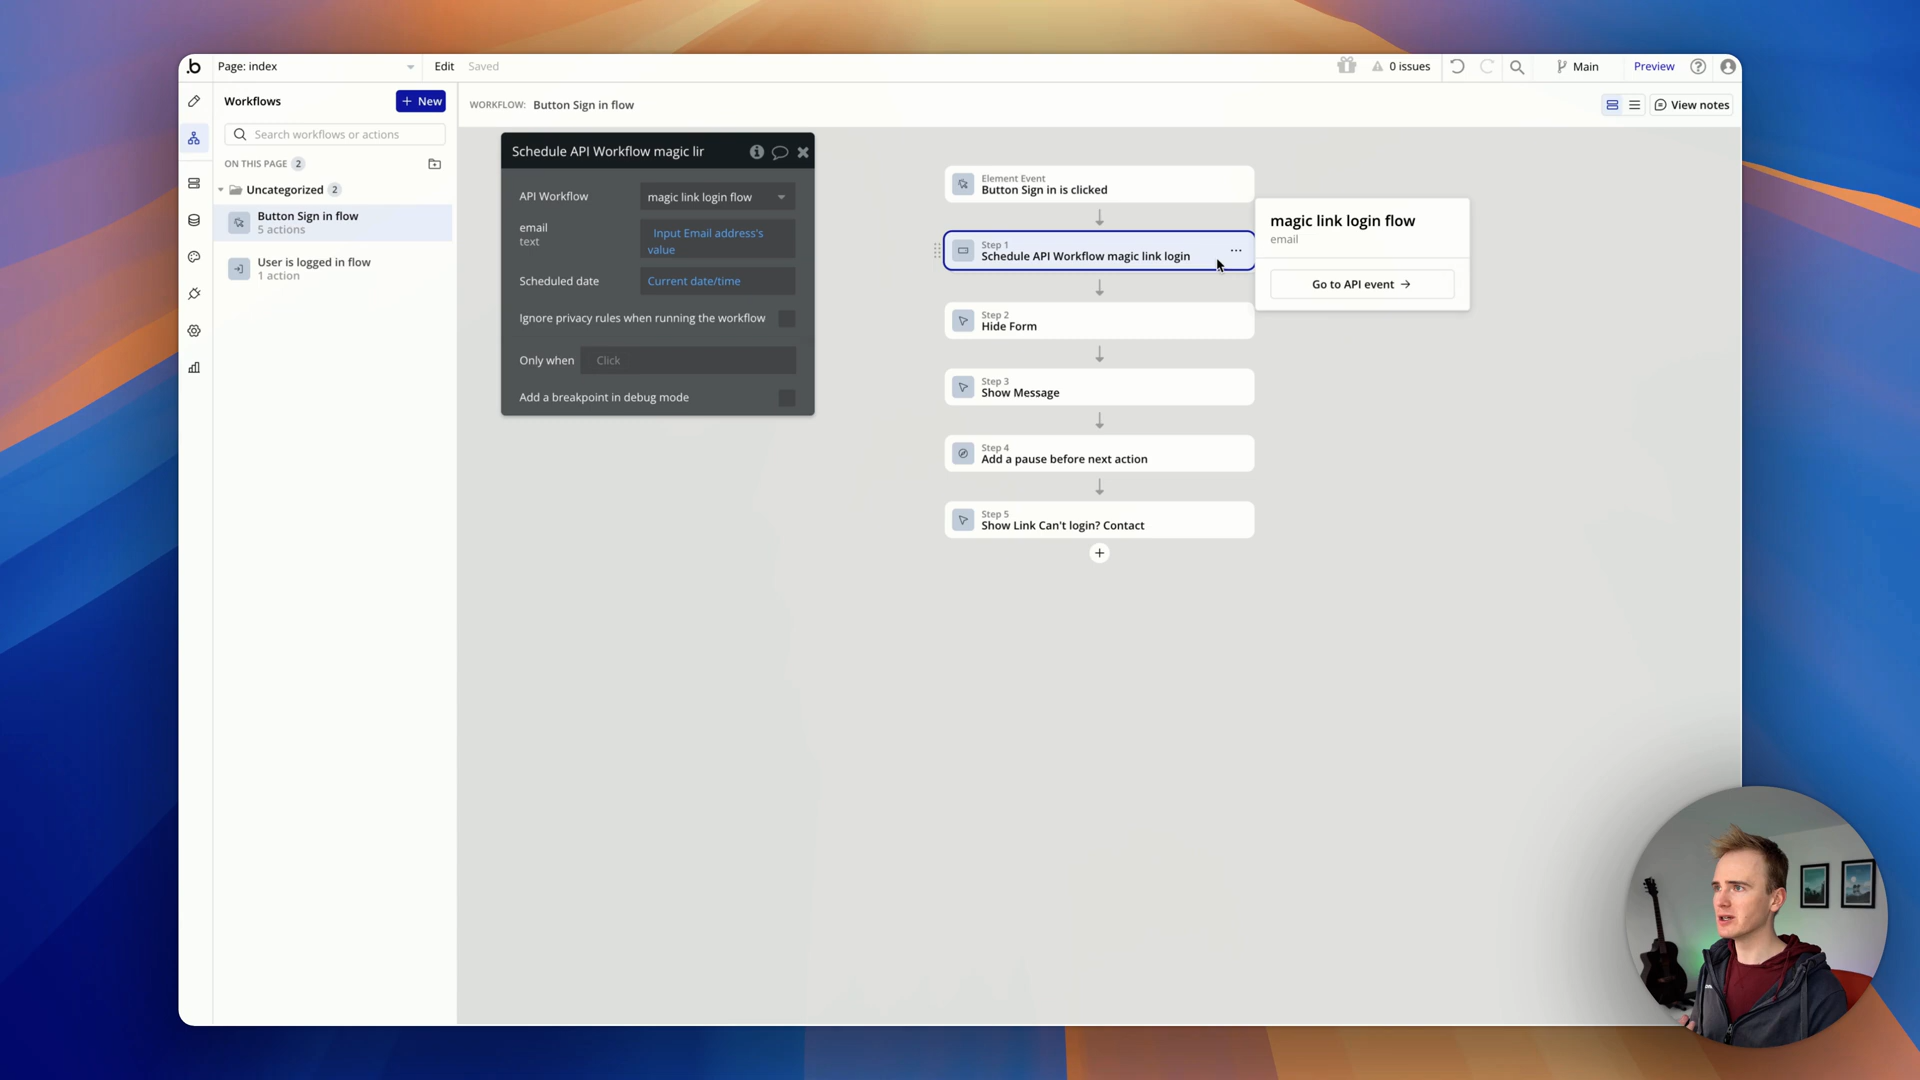 .b
Page: index
Edit
Saved
0 issues
Main
Preview
Workflows
+ New
Search workflows or actions
ON THIS PAGE 2
Uncategorized 2
Button Sign in flow
5 actions
User is logged in flow
1 action
WORKFLOW: Button Sign in flow
View notes
Schedule API Workflow magic lir
API Workflow
magic link login flow
email
text
Input Email address's
value
Scheduled date
Current date/time
Ignore privacy rules when running the workflow
Only when
Click
Add a breakpoint in debug mode
Element Event
Button Sign in is clicked
Step 1
Schedule API Workflow magic link login
Step 2
Hide Form
Step 3
Show Message
Step 4
Add a pause before next action
Step 5
Show Link Can't login? Contact
magic link login flow
email
Go to API event →